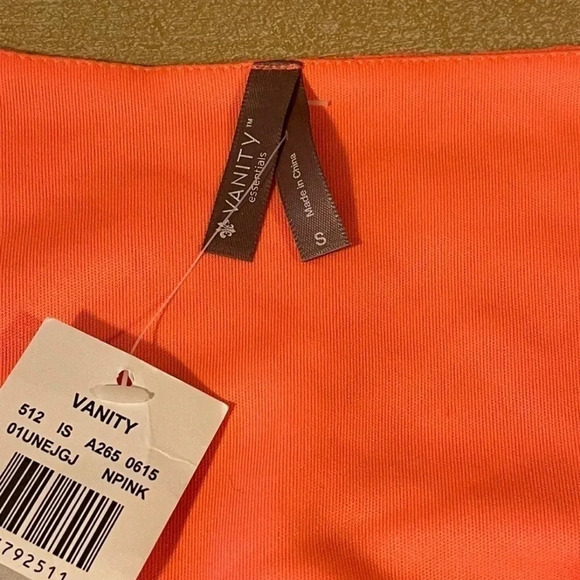 VANITY™
essentials
Made in China
S
VANITY
512 IS A265 0615
01UNEJGJ NPINK
792511